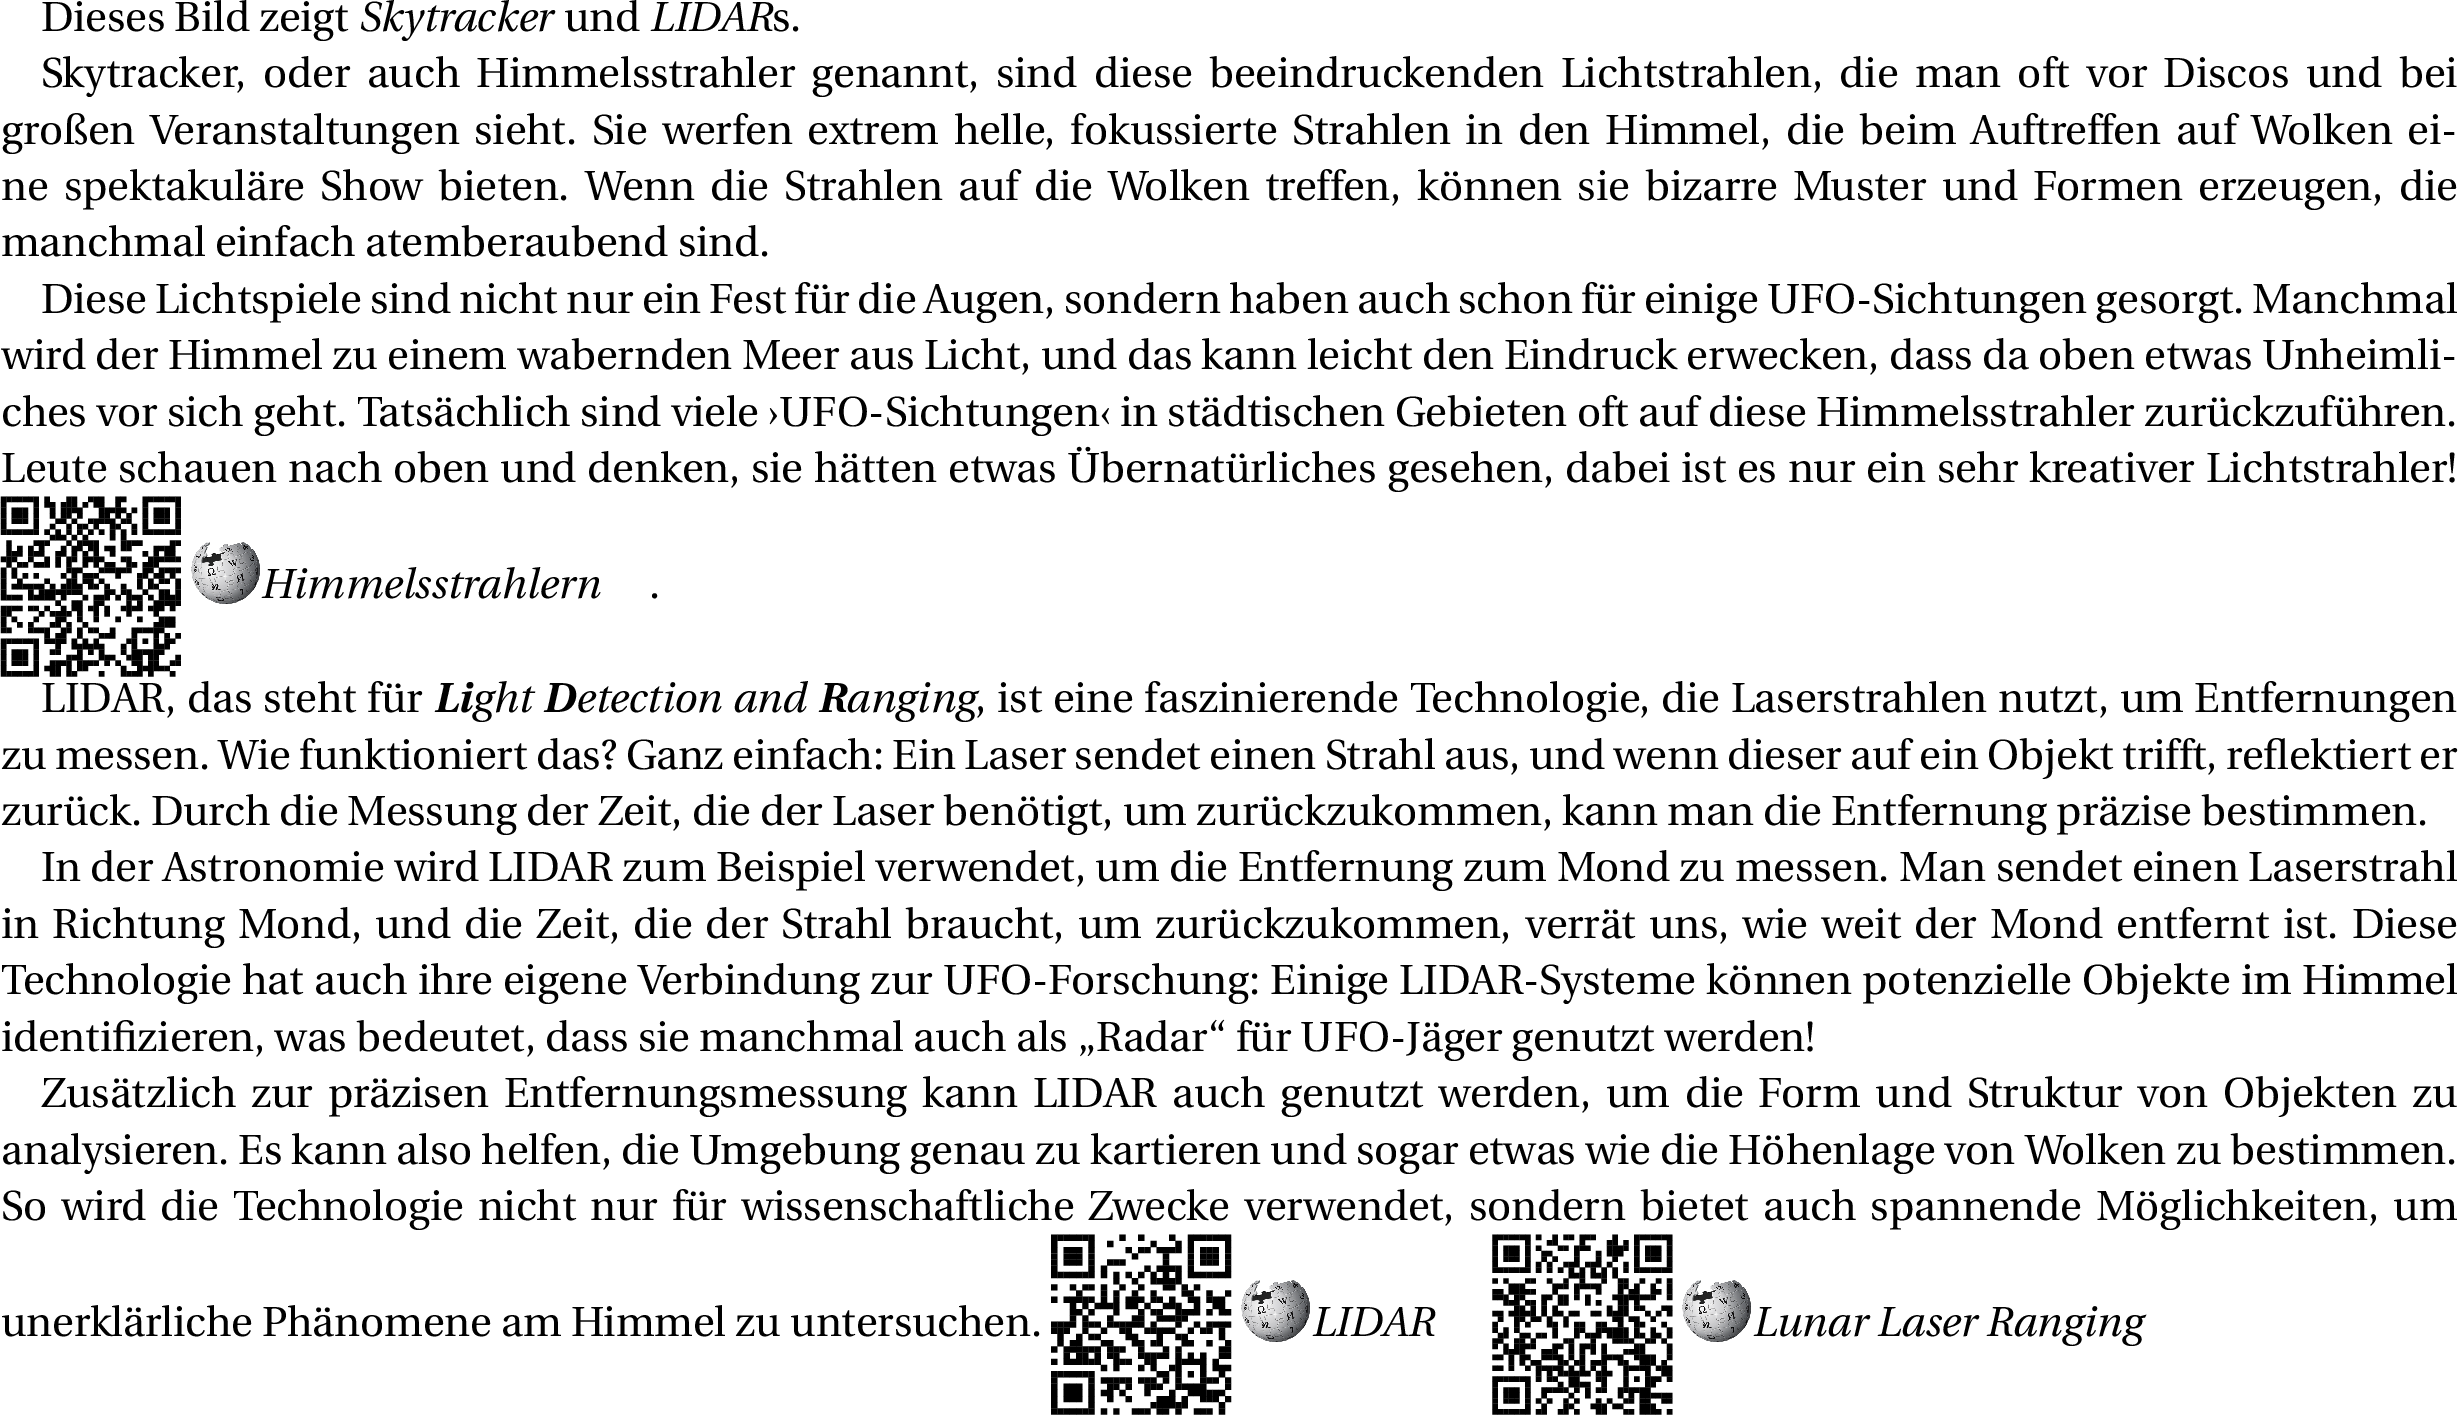 Dieses Bild zeigt Skytracker und LIDARs.
Skytracker, oder auch Himmelsstrahler genannt, sind diese beeindruckenden Lichtstrahlen, die man oft vor Discos und bei
großen Veranstaltungen sieht. Sie werfen extrem helle, fokussierte Strahlen in den Himmel, die beim Auftreffen auf Wolken ei-
ne spektakuläre Show bieten. Wenn die Strahlen auf die Wolken treffen, können sie bizarre Muster und Formen erzeugen, die
manchmal einfach atemberaubend sind.
Diese Lichtspiele sind nicht nur ein Fest für die Augen, sondern haben auch schon für einige UFO-Sichtungen gesorgt. Manchmal
wird der Himmel zu einem wabernden Meer aus Licht, und das kann leicht den Eindruck erwecken, dass da oben etwas Unheimli-
ches vor sich geht. Tatsächlich sind viele ›UFO-Sichtungen‹ in städtischen Gebieten oft auf diese Himmelsstrahler zurückzuführen.
Leute schauen nach oben und denken, sie hätten etwas Übernatürliches gesehen, dabei ist es nur ein sehr kreativer Lichtstrahler!
Himmelsstrahlern .
LIDAR, das steht für Light Detection and Ranging, ist eine faszinierende Technologie, die Laserstrahlen nutzt, um Entfernungen
zu messen. Wie funktioniert das? Ganz einfach: Ein Laser sendet einen Strahl aus, und wenn dieser auf ein Objekt trifft, reflektiert er
zurück. Durch die Messung der Zeit, die der Laser benötigt, um zurückzukommen, kann man die Entfernung präzise bestimmen.
In der Astronomie wird LIDAR zum Beispiel verwendet, um die Entfernung zum Mond zu messen. Man sendet einen Laserstrahl
in Richtung Mond, und die Zeit, die der Strahl braucht, um zurückzukommen, verrät uns, wie weit der Mond entfernt ist. Diese
Technologie hat auch ihre eigene Verbindung zur UFO-Forschung: Einige LIDAR-Systeme können potenzielle Objekte im Himmel
identifizieren, was bedeutet, dass sie manchmal auch als „Radar“ für UFO-Jäger genutzt werden!
Zusätzlich zur präzisen Entfernungsmessung kann LIDAR auch genutzt werden, um die Form und Struktur von Objekten zu
analysieren. Es kann also helfen, die Umgebung genau zu kartieren und sogar etwas wie die Höhenlage von Wolken zu bestimmen.
So wird die Technologie nicht nur für wissenschaftliche Zwecke verwendet, sondern bietet auch spannende Möglichkeiten, um
unerklärliche Phänomene am Himmel zu untersuchen. LIDAR Lunar Laser Ranging